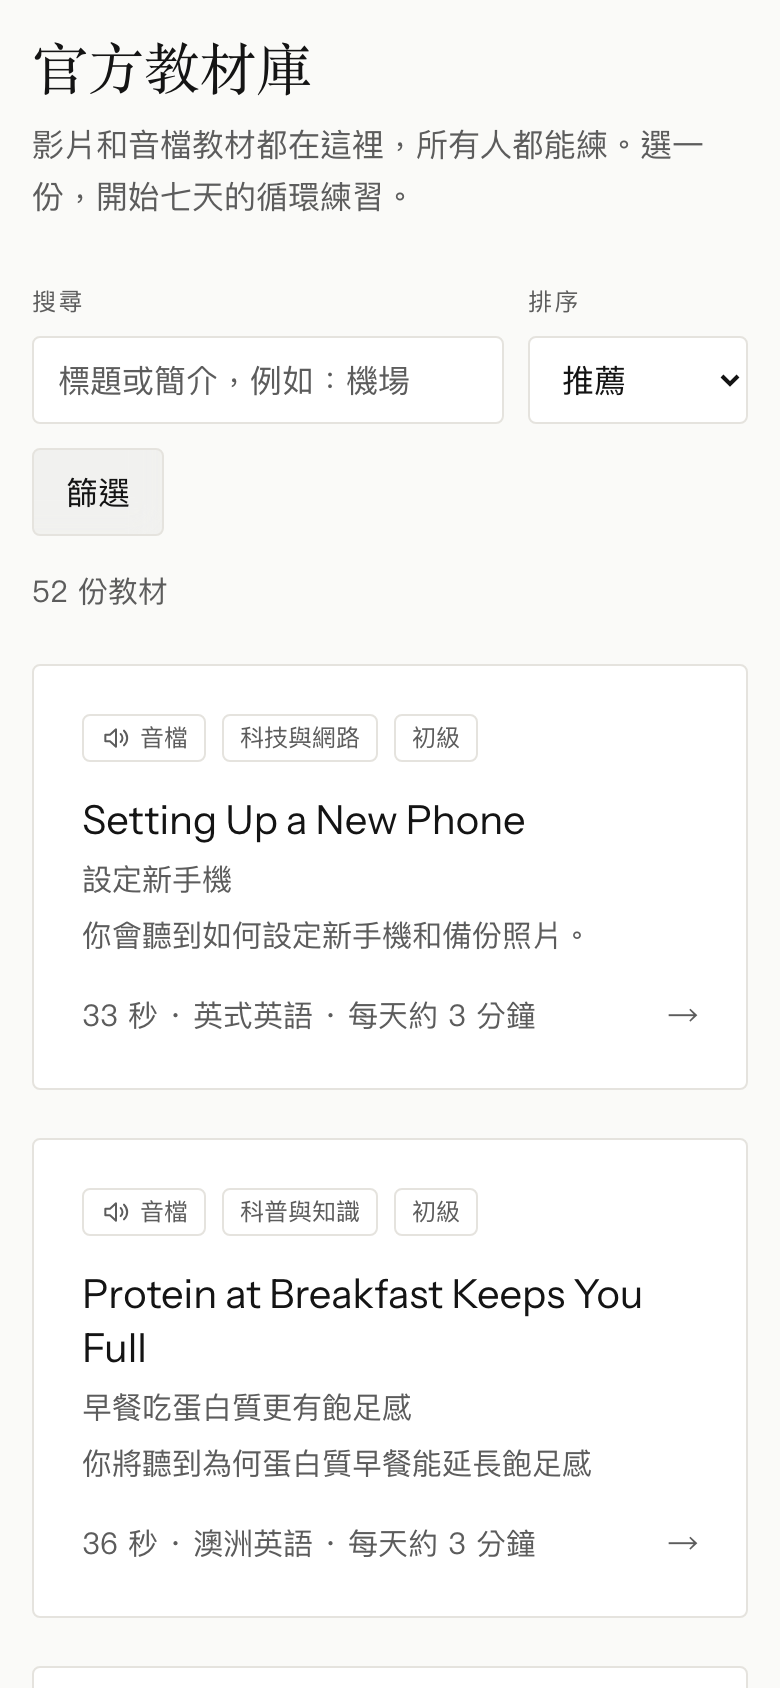 官方教材庫
影片和音檔教材都在這裡，所有人都能練。選一
份，開始七天的循環練習。
搜尋
排序
標題或簡介，例如：機場
推薦
篩選
52 份教材
音檔
科技與網路
初級
Setting Up a New Phone
設定新手機
你會聽到如何設定新手機和備份照片。
33 秒 · 英式英語 · 每天約 3 分鐘 →
音檔
科普與知識
初級
Protein at Breakfast Keeps You
Full
早餐吃蛋白質更有飽足感
你將聽到為何蛋白質早餐能延長飽足感
36 秒 · 澳洲英語 · 每天約 3 分鐘 →